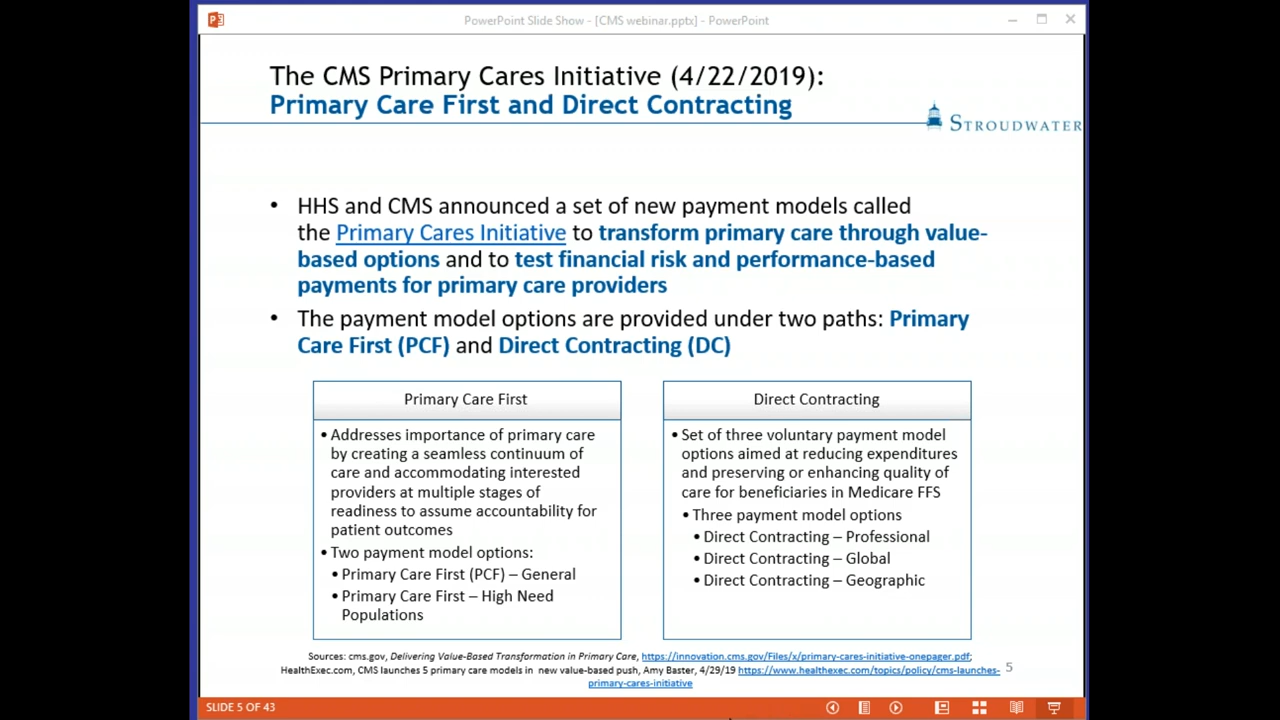 PowerPoint Slide Show - [CMS webinar.pptx] - PowerPoint
The CMS Primary Cares Initiative (4/22/2019):
Primary Care First and Direct Contracting
STROUDWATER
• HHS and CMS announced a set of new payment models called
the Primary Cares Initiative to transform primary care through value-
based options and to test financial risk and performance-based
payments for primary care providers
• The payment model options are provided under two paths: Primary
Care First (PCF) and Direct Contracting (DC)
Primary Care First
• Addresses importance of primary care
by creating a seamless continuum of
care and accommodating interested
providers at multiple stages of
readiness to assume accountability for
patient outcomes
• Two payment model options:
• Primary Care First (PCF) – General
• Primary Care First – High Need
Populations
Direct Contracting
• Set of three voluntary payment model
options aimed at reducing expenditures
and preserving or enhancing quality of
care for beneficiaries in Medicare FFS
• Three payment model options
• Direct Contracting – Professional
• Direct Contracting – Global
• Direct Contracting – Geographic
Sources: cms.gov, Delivering Value-Based Transformation in Primary Care, https://innovation.cms.gov/Files/x/primary-cares-initiative-onepager.pdf;
HealthExec.com, CMS launches 5 primary care models in new value-based push, Amy Baster, 4/29/19 https://www.healthexec.com/topics/policy/cms-launches-
primary-cares-initiative
5
SLIDE 5 OF 43